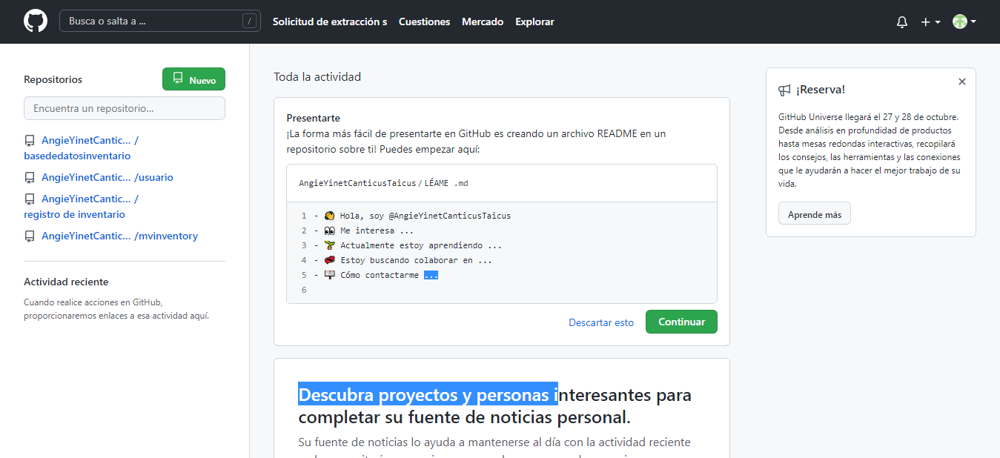 Busca o salta a ...
/
Solicitud de extracción s
Cuestiones
Mercado
Explorar
Repositorios
Nuevo
Encuentra un repositorio...
AngieYinetCantic... /
basededatosinventario
AngieYinetCantic... /usuario
AngieYinetCantic... /
registro de inventario
AngieYinetCantic... /mvinventory
Actividad reciente
Cuando realice acciones en GitHub,
proporcionaremos enlaces a esa actividad aquí.
Toda la actividad
Presentarte
¡La forma más fácil de presentarte en GitHub es creando un archivo README en un
repositorio sobre ti! Puedes empezar aquí:
AngieYinetCanticusTaicus / LÉAME .md
1 - 👋 Hola, soy @AngieYinetCanticusTaicus
2 - 👀 Me interesa ...
3 - 🌱 Actualmente estoy aprendiendo ...
4 - 💞️ Estoy buscando colaborar en ...
5 - 📫 Cómo contactarme ...
6
Descartar esto
Continuar
Descubra proyectos y personas interesantes para
completar su fuente de noticias personal.
Su fuente de noticias lo ayuda a mantenerse al día con la actividad reciente
¡Reserva!
GitHub Universe llegará el 27 y 28 de octubre.
Desde análisis en profundidad de productos
hasta mesas redondas interactivas, recopilará
los consejos, las herramientas y las conexiones
que le ayudarán a hacer el mejor trabajo de su
vida.
Aprende más